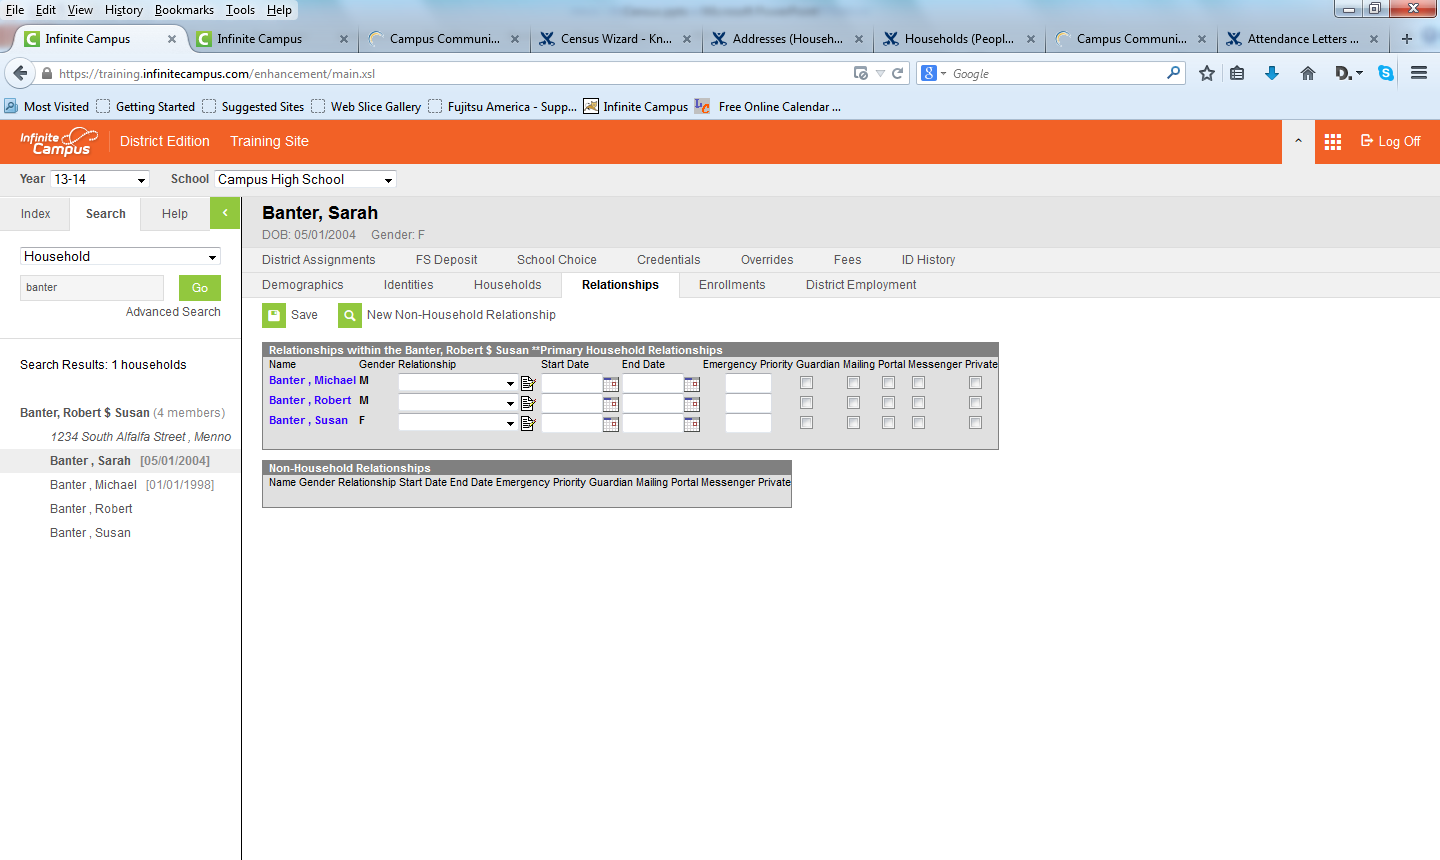 File Edit View History Bookmarks Tools Help
Infinite Campus Infinite Campus Campus Communi... Census Wizard - Kn... Addresses (Househ... Households (Peopl... Campus Communi... Attendance Letters ...
https://training.infinitecampus.com/enhancement/main.xsl
Google
Most Visited Getting Started Suggested Sites Web Slice Gallery Fujitsu America - Supp... Infinite Campus Free Online Calendar ...
Infinite Campus District Edition Training Site Log Off
Year 13-14 School Campus High School
Index Search Help
Household
banter Go
Advanced Search
Search Results: 1 households
Banter, Robert $ Susan (4 members)
1234 South Alfalfa Street , Menno
Banter , Sarah [05/01/2004]
Banter , Michael [01/01/1998]
Banter , Robert
Banter , Susan
Banter, Sarah
DOB: 05/01/2004 Gender: F
District Assignments FS Deposit School Choice Credentials Overrides Fees ID History
Demographics Identities Households Relationships Enrollments District Employment
Save New Non-Household Relationship
Relationships within the Banter, Robert $ Susan **Primary Household Relationships
Name Gender Relationship Start Date End Date Emergency Priority Guardian Mailing Portal Messenger Private
Banter , Michael M
Banter , Robert M
Banter , Susan F
Non-Household Relationships
Name Gender Relationship Start Date End Date Emergency Priority Guardian Mailing Portal Messenger Private